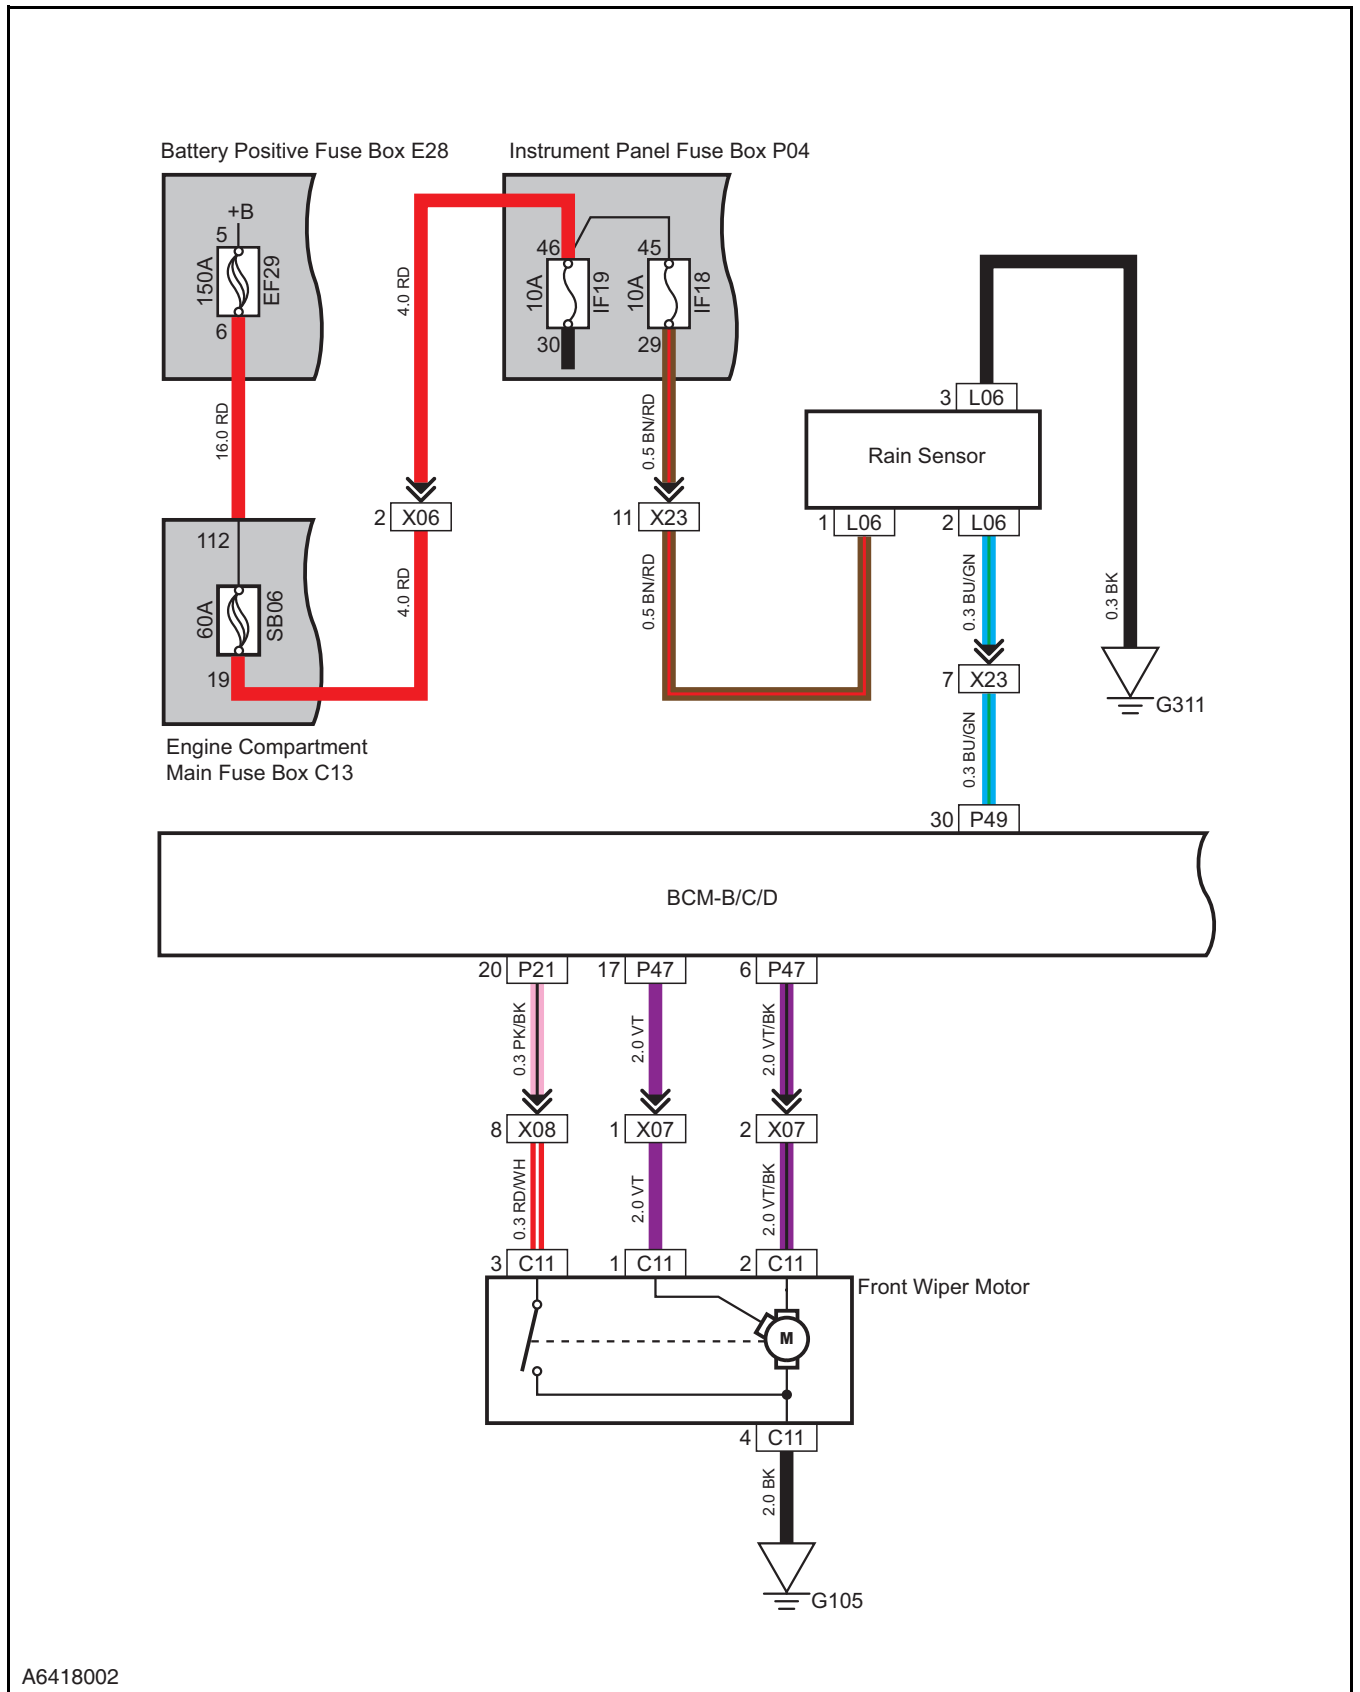 Battery Positive Fuse Box E28
Instrument Panel Fuse Box P04
+B
5
150A
EF29
6
16.0 RD
112
60A
SB06
19
Engine Compartment
Main Fuse Box C13
4.0 RD
2 X06
4.0 RD
46
10A
IF19
30
45
10A
IF18
29
0.5 BN/RD
11 X23
0.5 BN/RD
3 L06
Rain Sensor
1 L06
2 L06
0.3 BU/GN
7 X23
0.3 BU/GN
30 P49
0.3 BK
G311
BCM-B/C/D
20 P21
17 P47
6 P47
0.3 PK/BK
2.0 VT
2.0 VT/BK
8 X08
1 X07
2 X07
0.3 RD/WH
2.0 VT
2.0 VT/BK
3 C11
1 C11
2 C11
Front Wiper Motor
M
4 C11
2.0 BK
G105
A6418002